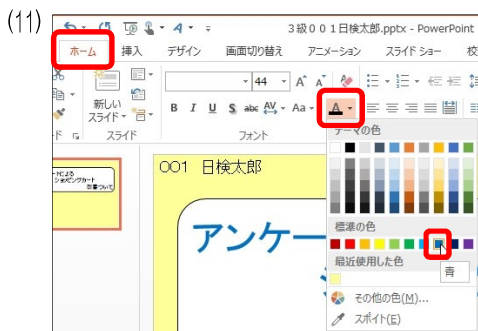 (11)
3級001日検太郎.pptx - PowerPoint
ホーム 挿入 デザイン 画面切り替え アニメーション スライド ショー 校
新しい
スライド
44 A A
B I U S abc AV Aa A
スライド フォント
テーマの色
標準の色
最近使用した色
青
その他の色(M)...
スポイト(E)
001 日検太郎
アンケー